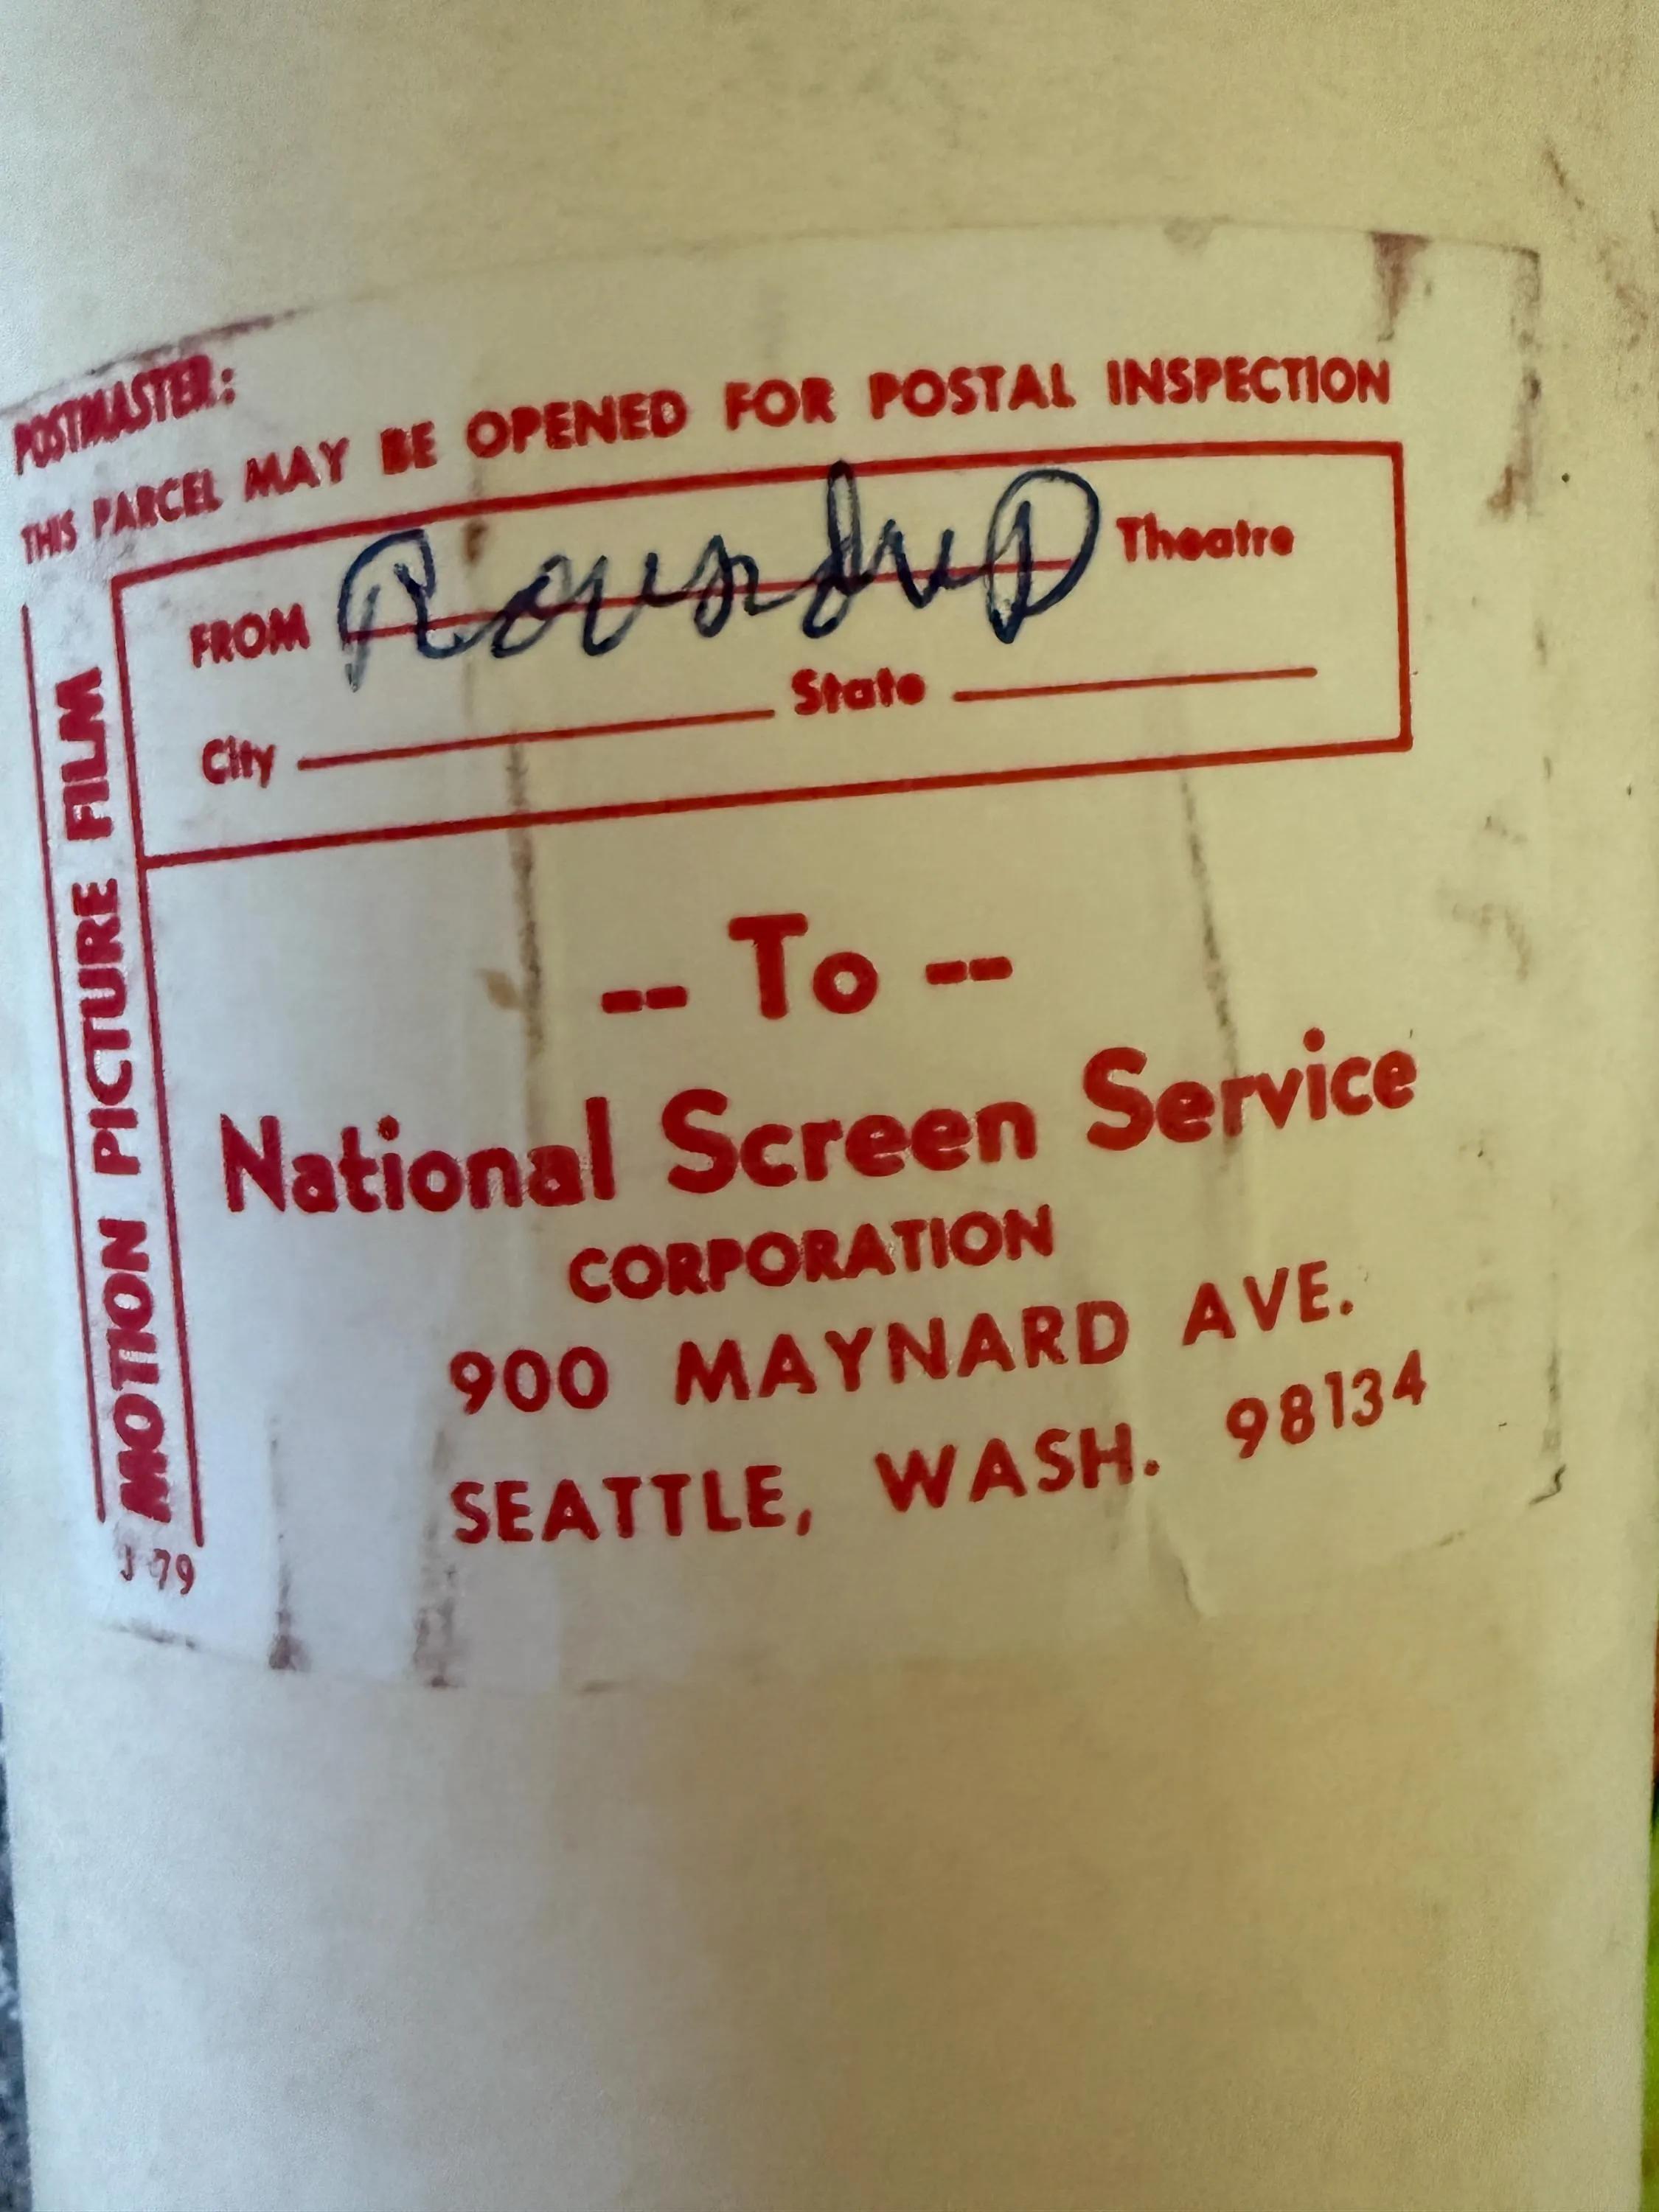 POSTMASTER:
THIS PARCEL MAY BE OPENED FOR POSTAL INSPECTION
FROM Roundup Theatre
City State
MOTION PICTURE FILM
-- To --
National Screen Service
CORPORATION
900 MAYNARD AVE.
SEATTLE, WASH. 98134
J 79